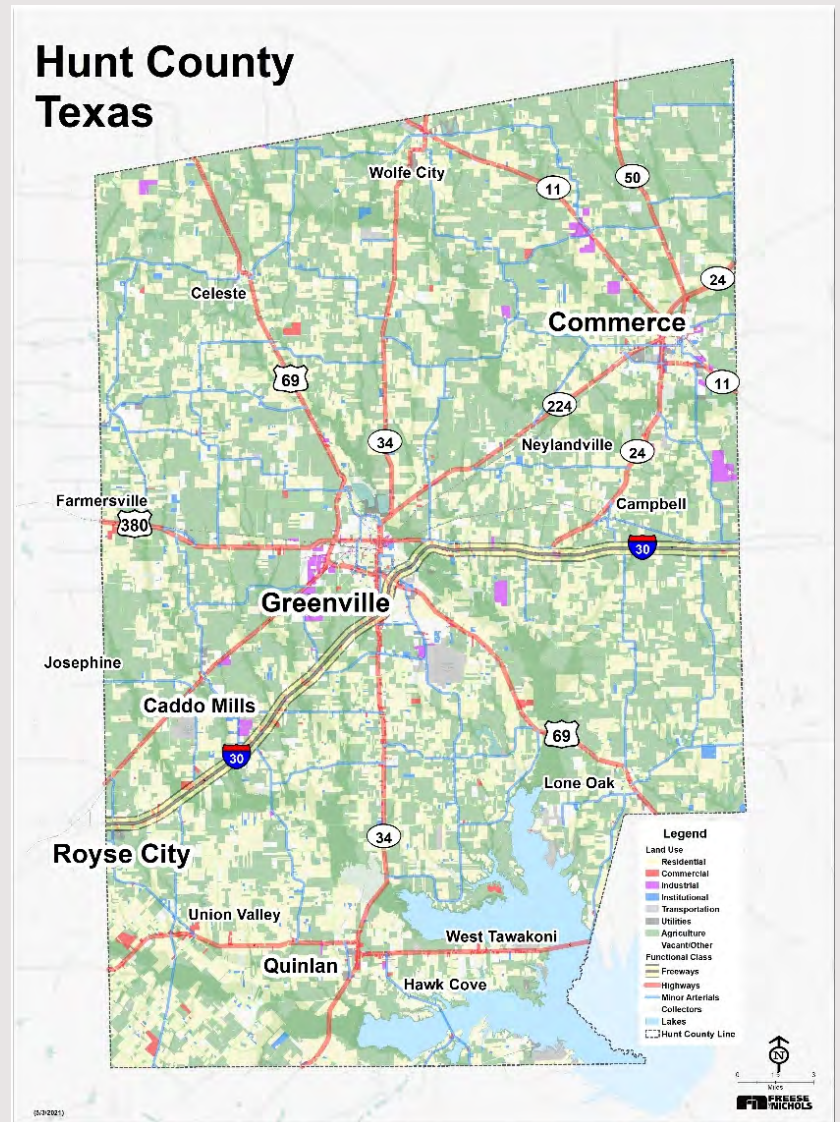 Hunt County
Texas
Wolfe City
11
50
24
Celeste
Commerce
69
11
224
34
Neylandville
24
Farmersville
380
Campbell
30
Greenville
Josephine
Caddo Mills
69
30
Lone Oak
34
Royse City
Union Valley
West Tawakoni
Quinlan
Hawk Cove
Legend
Land Use
Residential
Commercial
Industrial
Institutional
Transportation
Utilities
Agriculture
Vacant/Other
Functional Class
Freeways
Highways
Minor Arterials
Collectors
Lakes
Hunt County Line
N
0
3
Miles
FREESE
NICHOLS